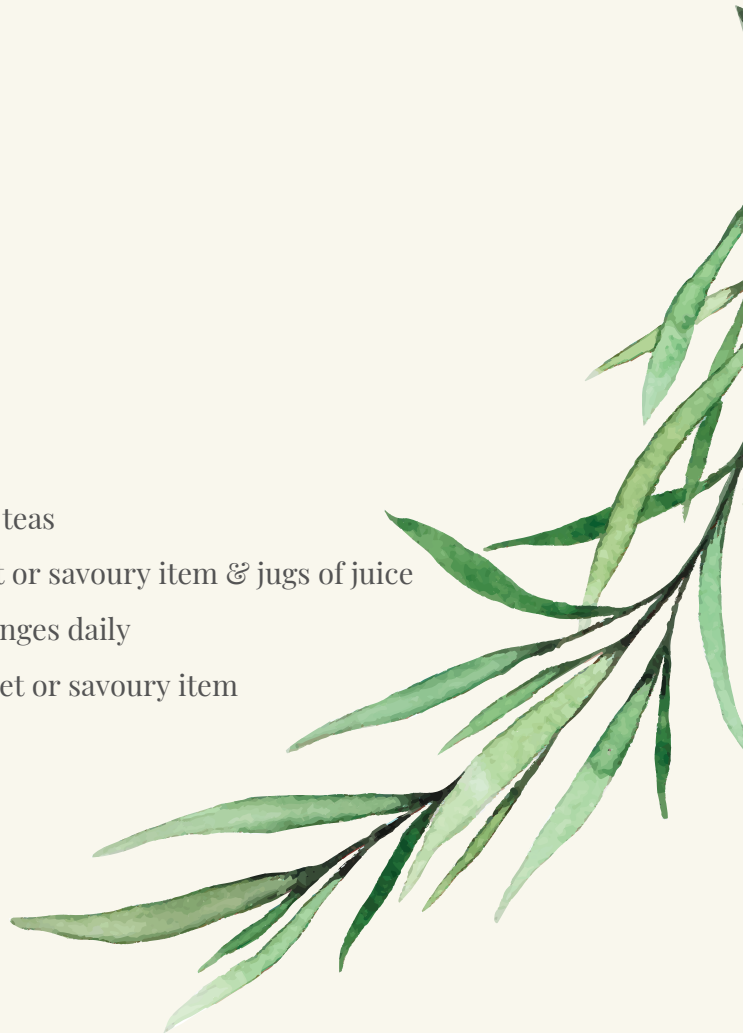 teas
or savoury item & jugs of juice
nges daily
et or savoury item